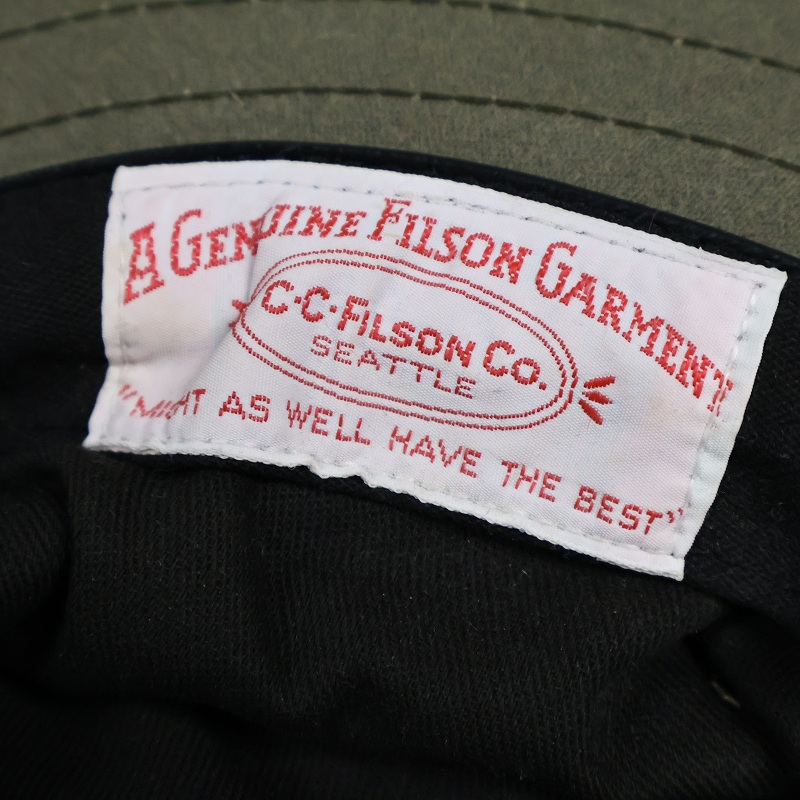 A GENUINE FILSON GARMENT
C·C·FILSON CO.
SEATTLE
"MIGHT AS WELL HAVE THE BEST"